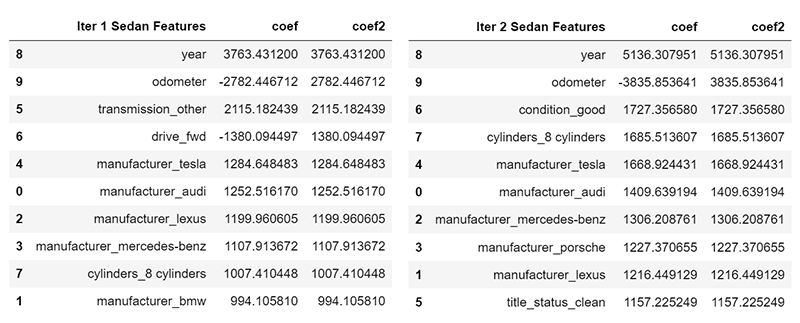 Iter 1 Sedan Features coef coef2
8 year 3763.431200 3763.431200
9 odometer -2782.446712 2782.446712
5 transmission_other 2115.182439 2115.182439
6 drive_fwd -1380.094497 1380.094497
4 manufacturer_tesla 1284.648483 1284.648483
0 manufacturer_audi 1252.516170 1252.516170
2 manufacturer_lexus 1199.960605 1199.960605
3 manufacturer_mercedes-benz 1107.913672 1107.913672
7 cylinders_8 cylinders 1007.410448 1007.410448
1 manufacturer_bmw 994.105810 994.105810
Iter 2 Sedan Features coef coef2
8 year 5136.307951 5136.307951
9 odometer -3835.853641 3835.853641
6 condition_good 1727.356580 1727.356580
7 cylinders_8 cylinders 1685.513607 1685.513607
4 manufacturer_tesla 1668.924431 1668.924431
0 manufacturer_audi 1409.639194 1409.639194
2 manufacturer_mercedes-benz 1306.208761 1306.208761
3 manufacturer_porsche 1227.370655 1227.370655
1 manufacturer_lexus 1216.449129 1216.449129
5 title_status_clean 1157.225249 1157.225249